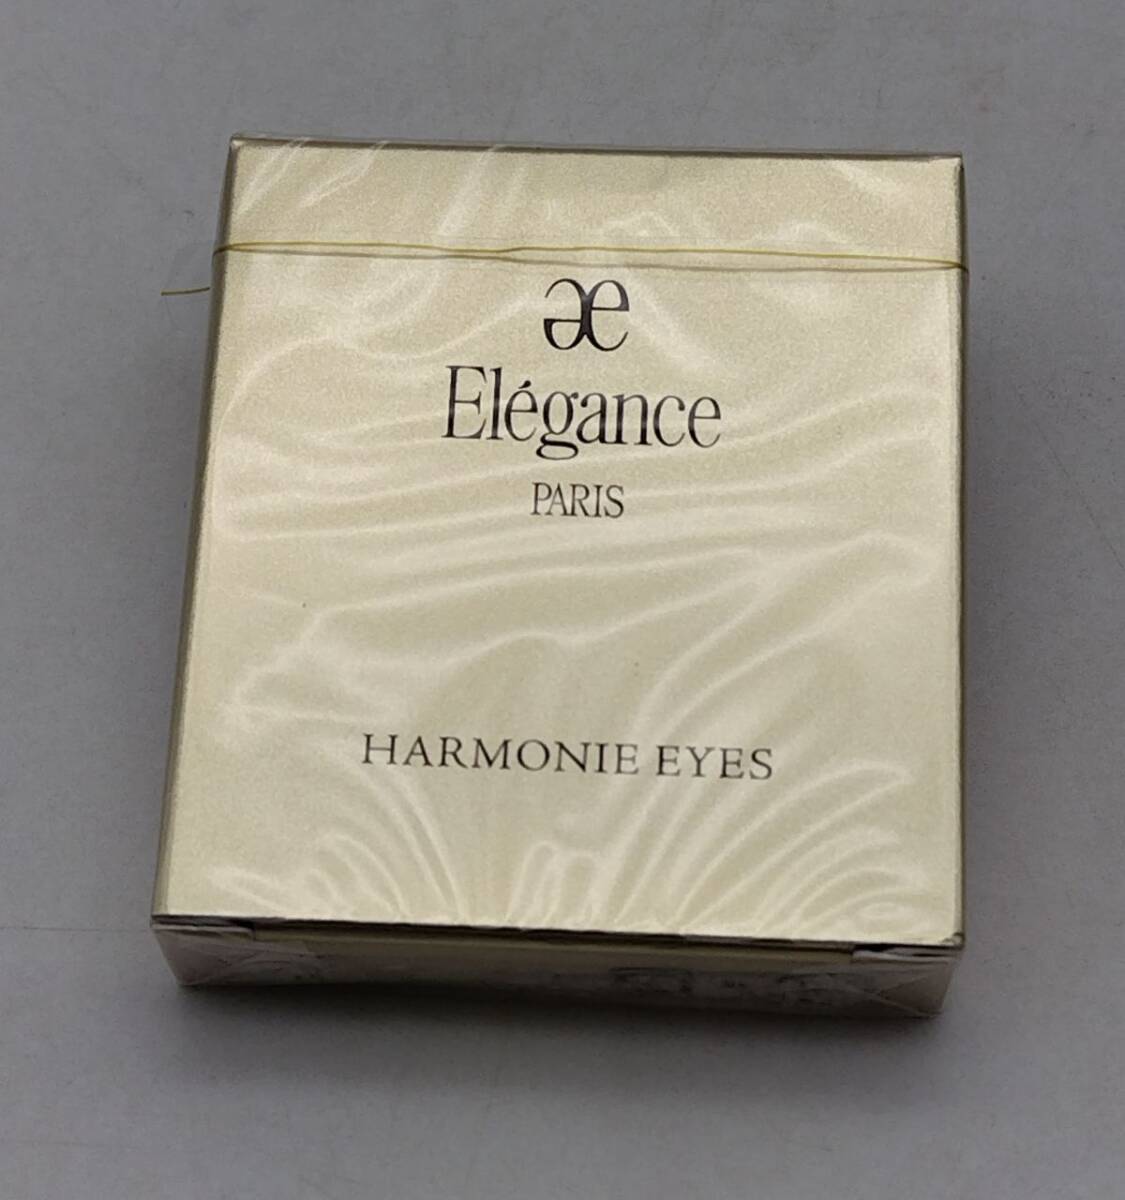 æ
Elégance
PARIS
HARMONIE EYES